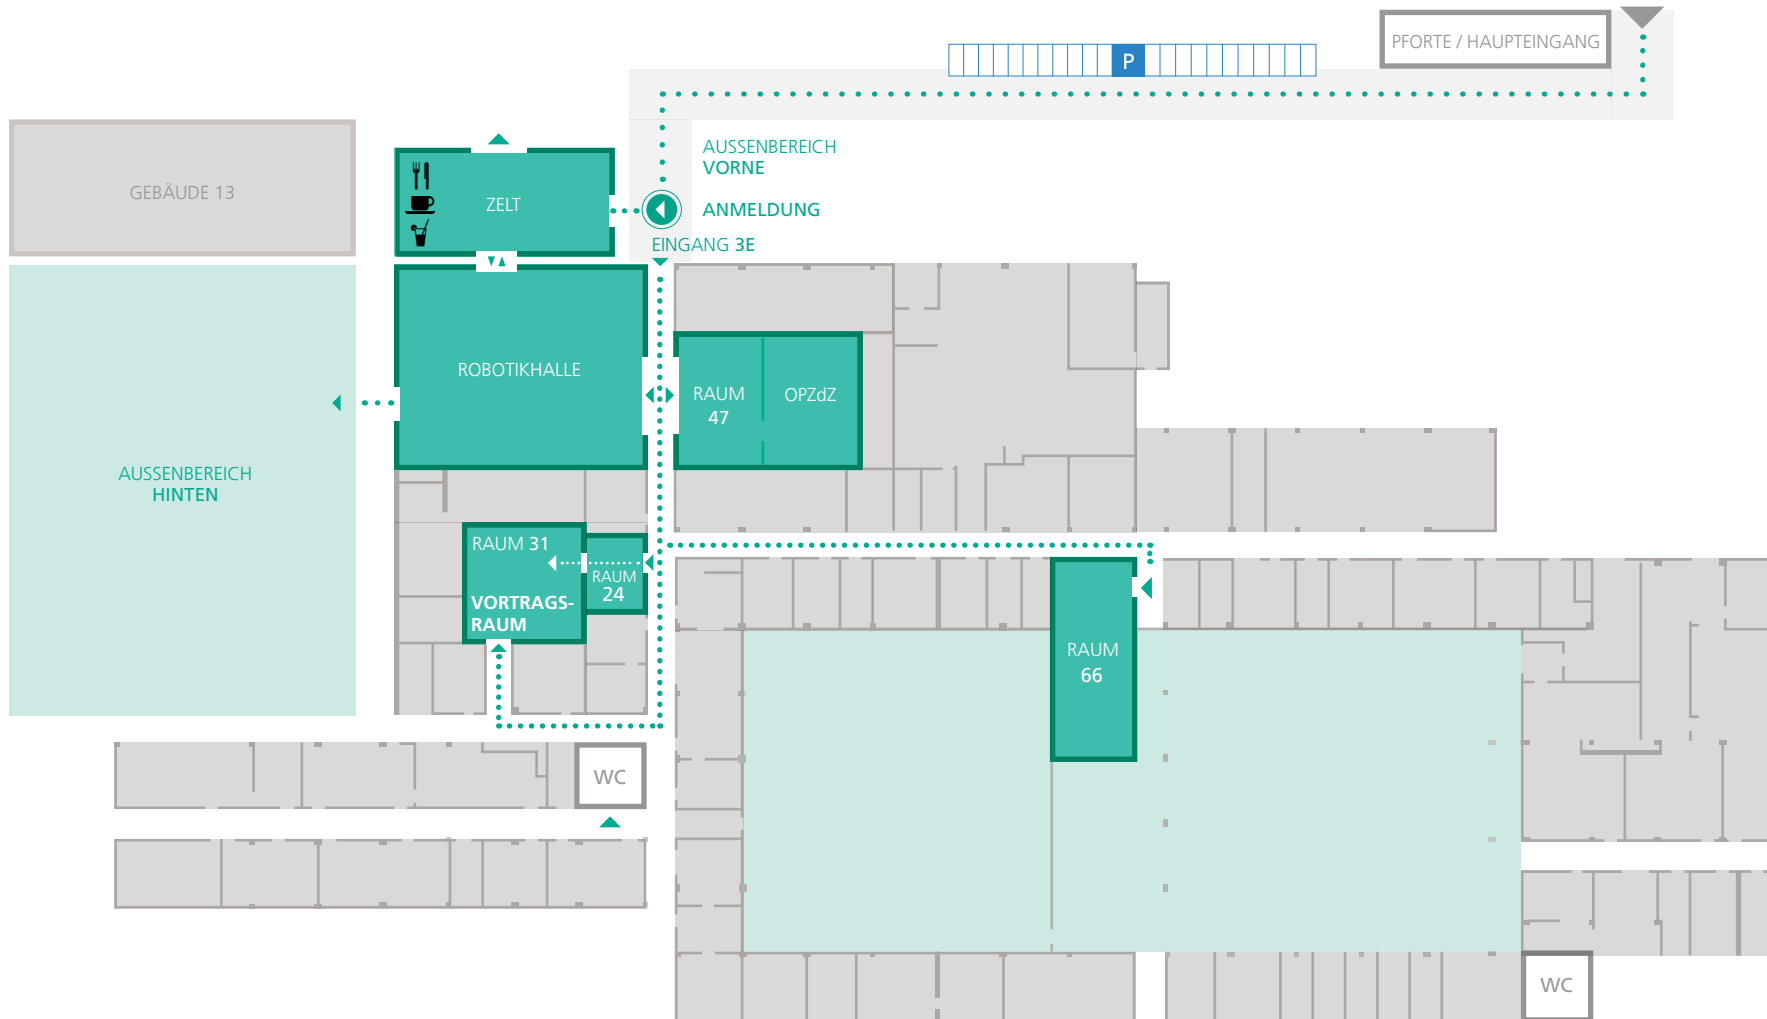 PFORTE / HAUPTEINGANG
P
AUSSENBEREICH
VORNE
GEBÄUDE 13
ZELT
ANMELDUNG
EINGANG 3E
ROBOTIKHALLE
RAUM
47
OPZdZ
AUSSENBEREICH
HINTEN
RAUM 31
RAUM
24
VORTRAGS-
RAUM
RAUM
66
WC
WC